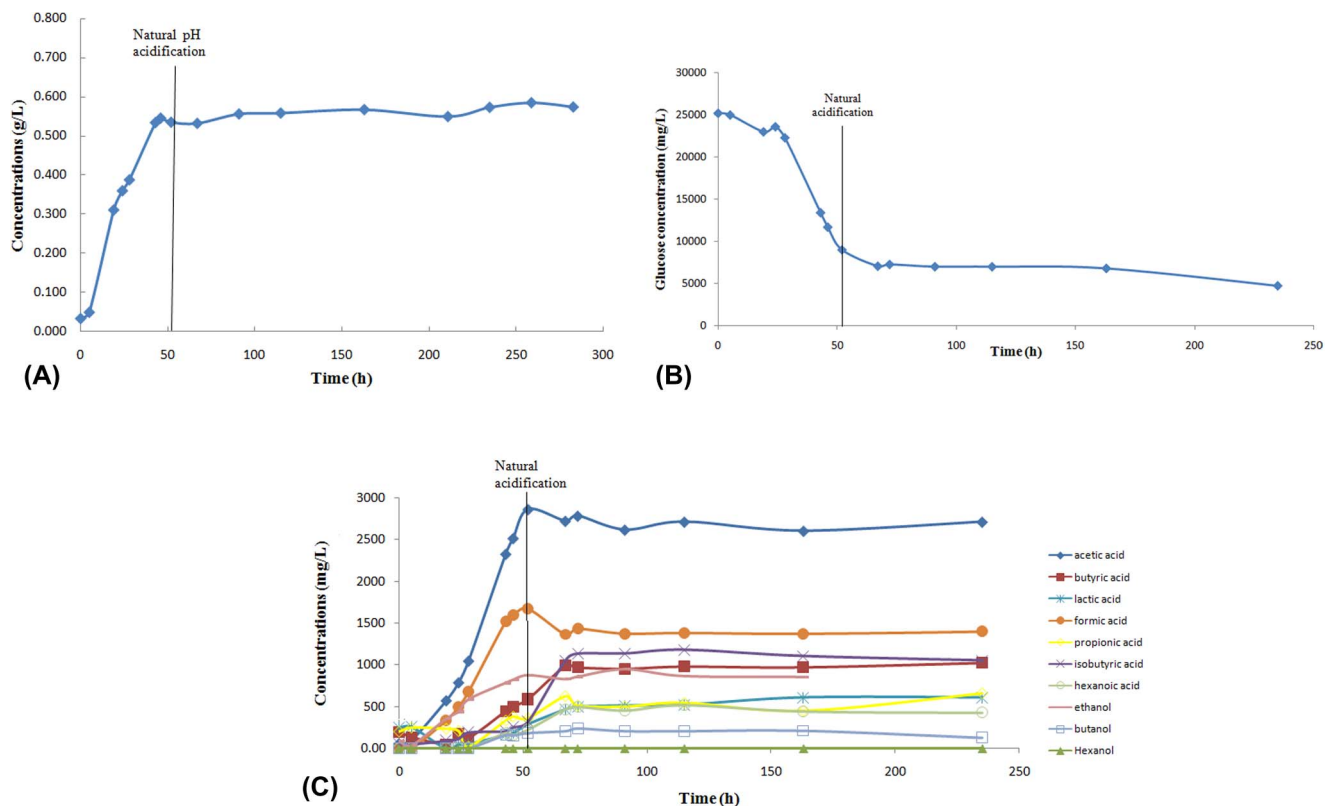 Natural pH
acidification
Concentrations (g/L)
0.800
0.700
0.600
0.500
0.400
0.300
0.200
0.100
0.000
0 50 100 150 200 250 300
Time (h)
(A)
Natural
acidification
Glucose concentration (mg/L)
30000
25000
20000
15000
10000
5000
0
0 50 100 150 200 250
Time (h)
(B)
Natural
acidification
Concentrations (mg/L)
3000
2500
2000
1500
1000
500
0.00
0 50 100 150 200 250
Time (h)
(C)
acetic acid
butyric acid
lactic acid
formic acid
propionic acid
isobutyric acid
hexanoic acid
ethanol
butanol
Hexanol